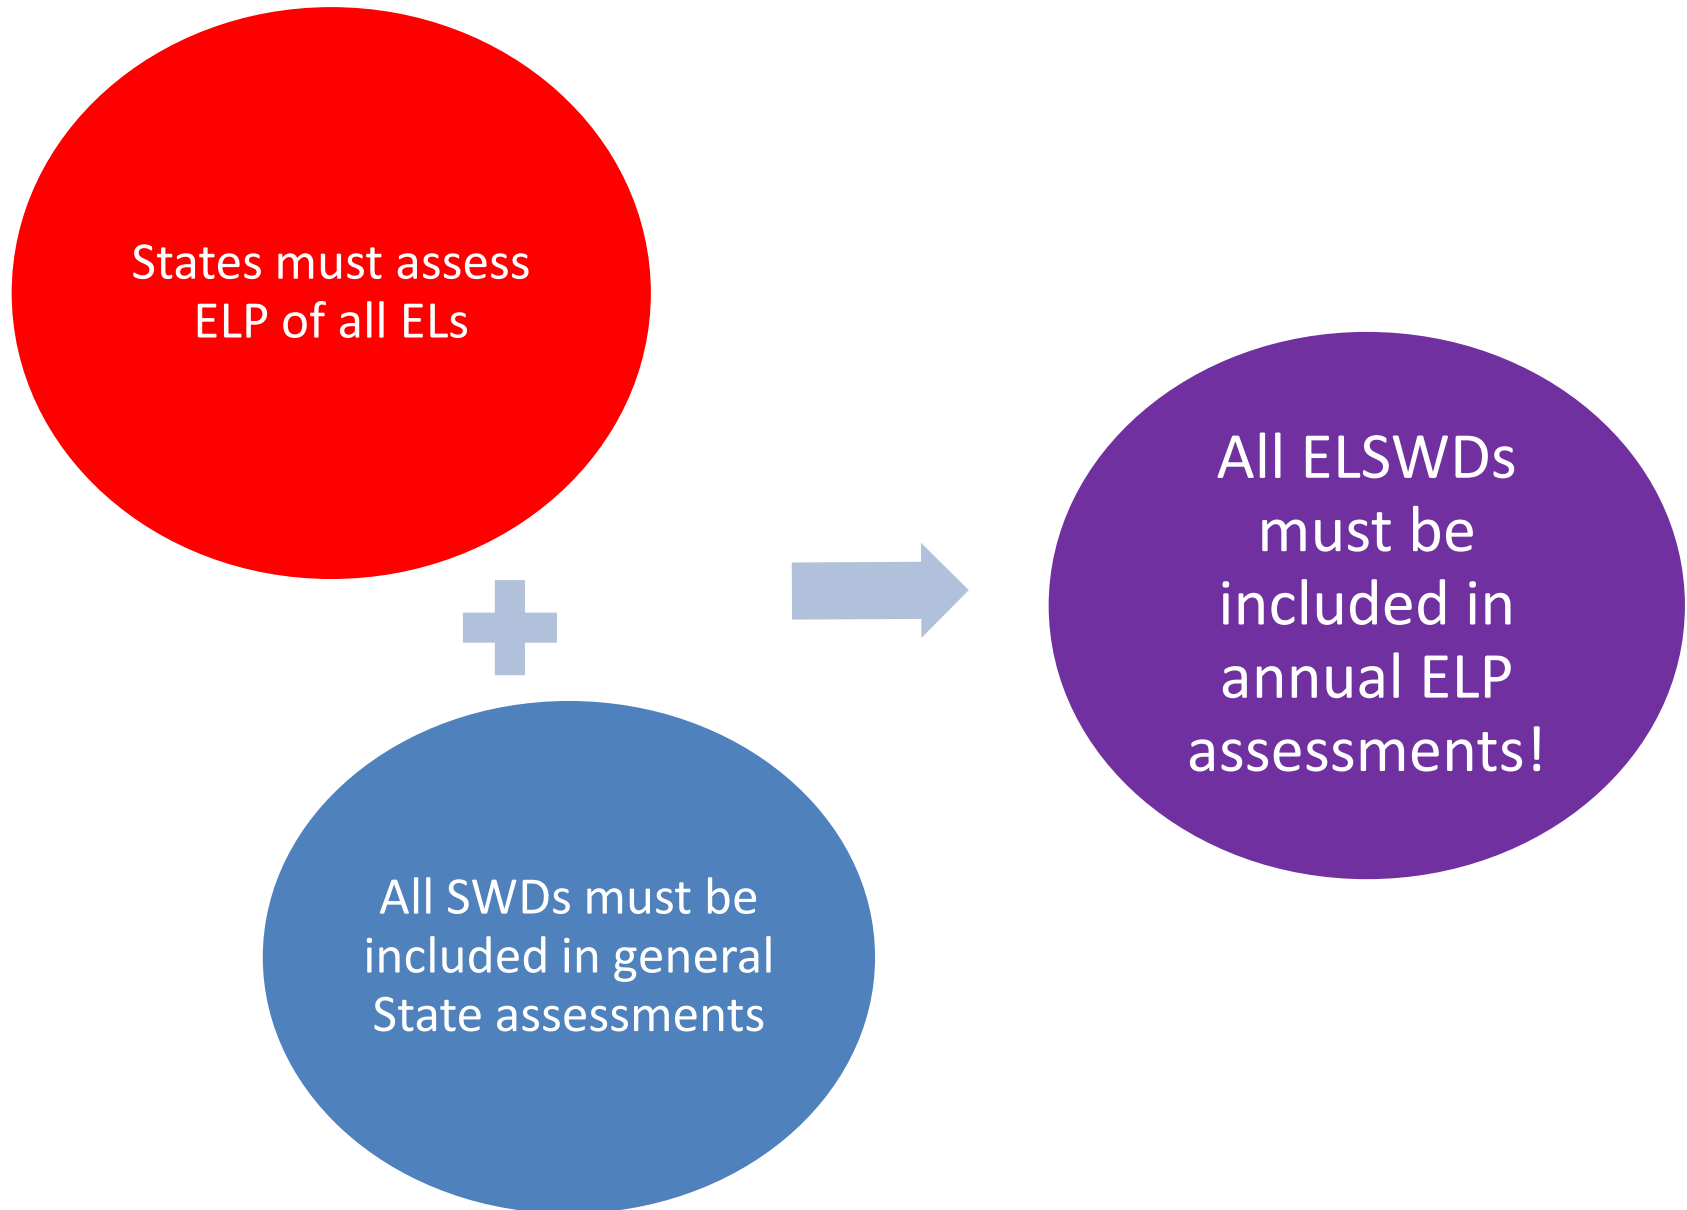 States must assess
ELP of all ELs
All SWDs must be
included in general
State assessments
All ELSWDs
must be
included in
annual ELP
assessments!